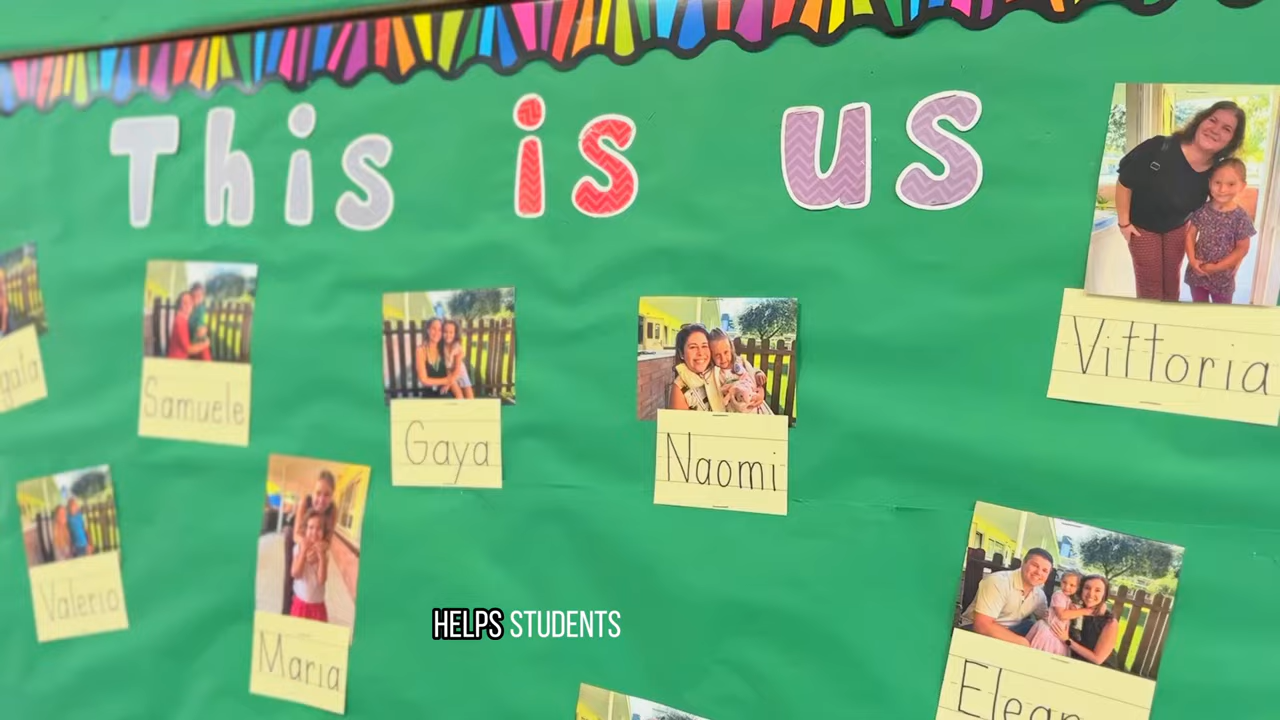 This is us
Vittoria
Samuele
Gaya
Naomi
Valerio
Maria
HELPS STUDENTS